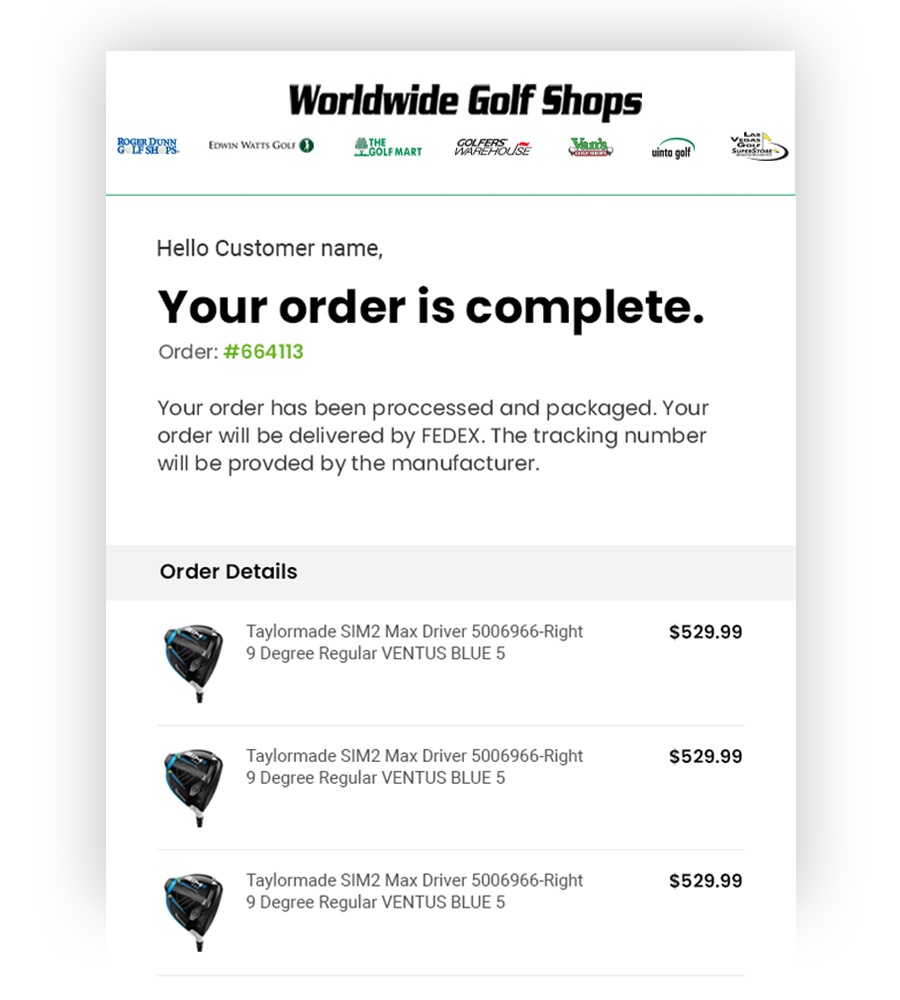 Worldwide Golf Shops
ROGER DUNN GOLF SHOPS
EDWIN WATTS GOLF
THE GOLF MART
GOLFERS' WAREHOUSE
Van's
uinta golf
LAS VEGAS GOLF SUPERSTORE
Hello Customer name,
Your order is complete.
Order: #664113
Your order has been proccessed and packaged. Your
order will be delivered by FEDEX. The tracking number
will be provded by the manufacturer.
Order Details
Taylormade SIM2 Max Driver 5006966-Right $529.99
9 Degree Regular VENTUS BLUE 5
Taylormade SIM2 Max Driver 5006966-Right $529.99
9 Degree Regular VENTUS BLUE 5
Taylormade SIM2 Max Driver 5006966-Right $529.99
9 Degree Regular VENTUS BLUE 5